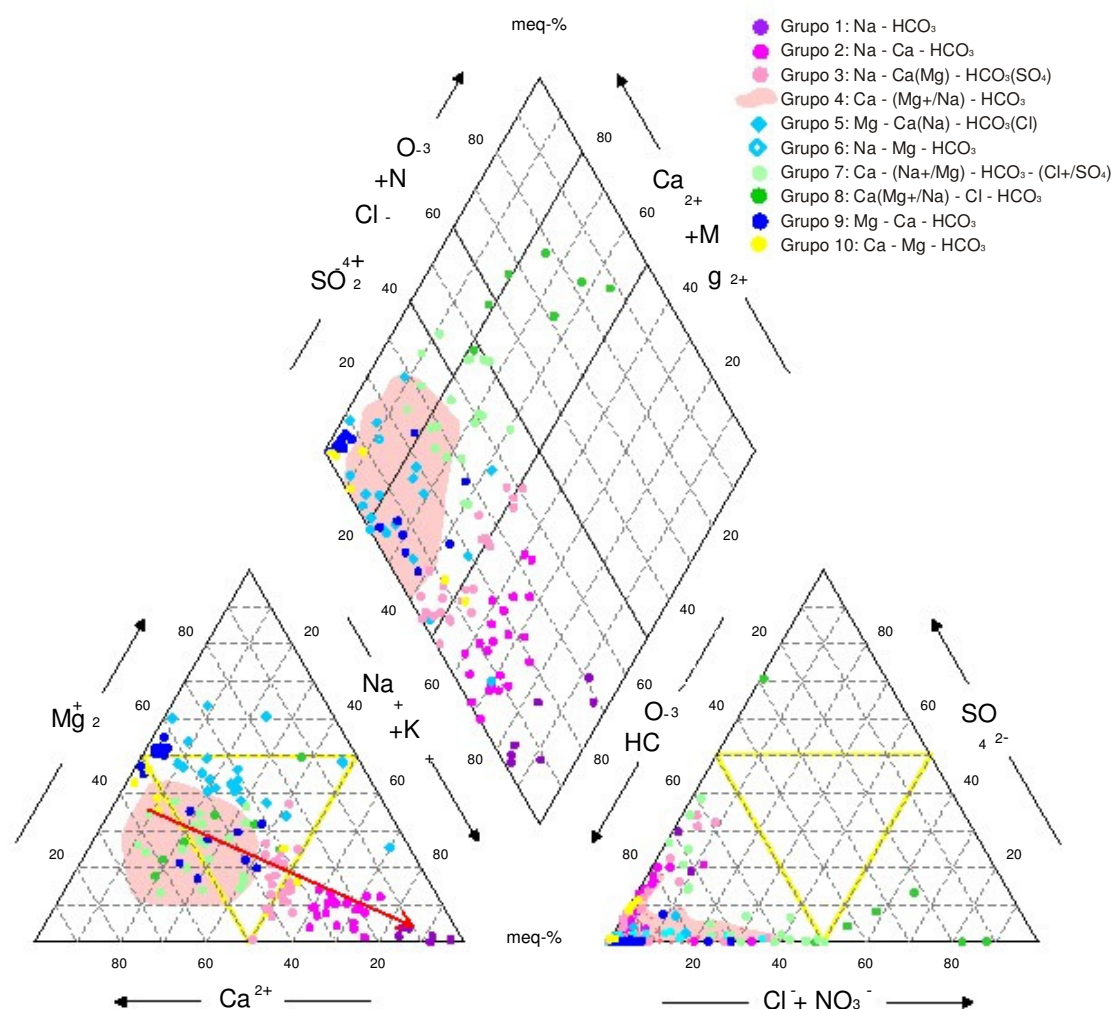 meq-%
Grupo 1: Na - HCO₃
Grupo 2: Na - Ca - HCO₃
Grupo 3: Na - Ca(Mg) - HCO₃(SO₄)
Grupo 4: Ca - (Mg+/Na) - HCO₃
Grupo 5: Mg - Ca(Na) - HCO₃(Cl)
Grupo 6: Na - Mg - HCO₃
Grupo 7: Ca - (Na+/Mg) - HCO₃ - (Cl+/SO₄)
Grupo 8: Ca(Mg+/Na) - Cl - HCO₃
Grupo 9: Mg - Ca - HCO₃
Grupo 10: Ca - Mg - HCO₃
80 80
O-3
+N
Cl -
60
SO 4+ 2-
40
20
Ca 2+
60
+M
40
g 2+
20
20 20
40 40
60 60
80 80
80 20
60 40
40 60
20 80
Mg + 2
Na + +K +
80 60 40 20
Ca 2+
meq-%
20 80
40 60
60 40
80 20
O-3
HC
SO 4 2-
20 40 60 80
Cl - + NO₃ -